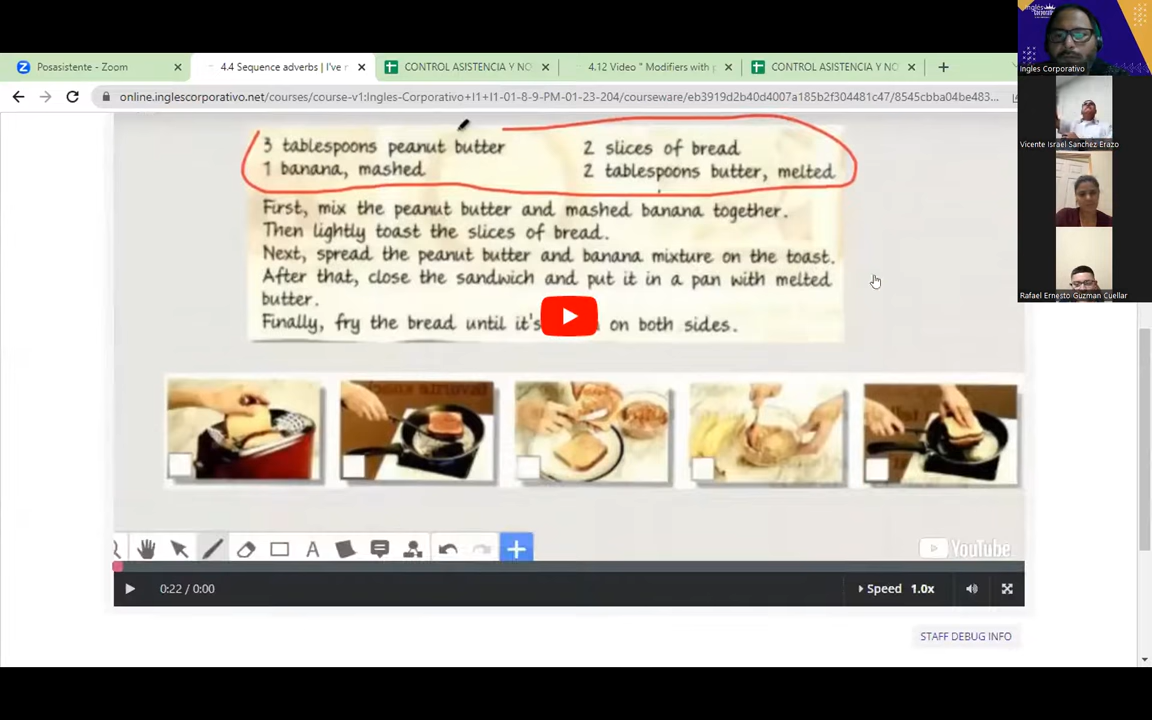 Posasistente - Zoom
4.4 Sequence adverbs | I've n
CONTROL ASISTENCIA Y NO
4.12 Video " Modifiers with
CONTROL ASISTENCIA Y NO
online.inglescorporativo.net/courses/course-v1:Ingles-Corporativo+I1+I1-01-8-9-PM-01-23-204/courseware/eb3919d2b40d4007a185b2f304481c47/8545cbba04be483...
3 tablespoons peanut butter
2 slices of bread
1 banana, mashed
2 tablespoons butter, melted
First, mix the peanut butter and mashed banana together.
Then lightly toast the slices of bread.
Next, spread the peanut butter and banana mixture on the toast.
After that, close the sandwich and put it in a pan with melted
butter.
Finally, fry the bread until it's on both sides.
YouTube
0:22 / 0:00
Speed 1.0x
STAFF DEBUG INFO
Ingles Corporativo
Vicente Israel Sanchez Erazo
Rafael Ernesto Guzman Cuellar